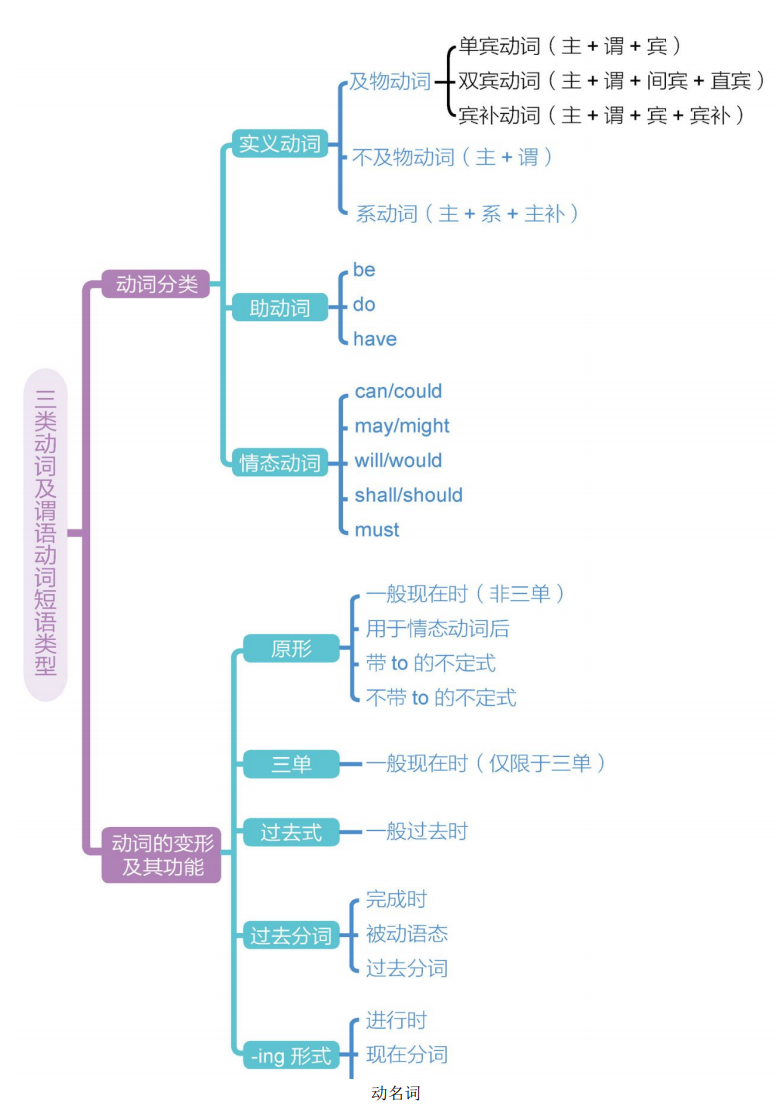 三类动词及谓语动词短语类型
动词分类
实义动词
及物动词
单宾动词（主 + 谓 + 宾）
双宾动词（主 + 谓 + 间宾 + 直宾）
宾补动词（主 + 谓 + 宾 + 宾补）
不及物动词（主 + 谓）
系动词（主 + 系 + 主补）
助动词
be
do
have
情态动词
can/could
may/might
will/would
shall/should
must
动词的变形
及其功能
原形
一般现在时（非三单）
用于情态动词后
带 to 的不定式
不带 to 的不定式
三单
一般现在时（仅限于三单）
过去式
一般过去时
过去分词
完成时
被动语态
过去分词
-ing 形式
进行时
现在分词
动名词